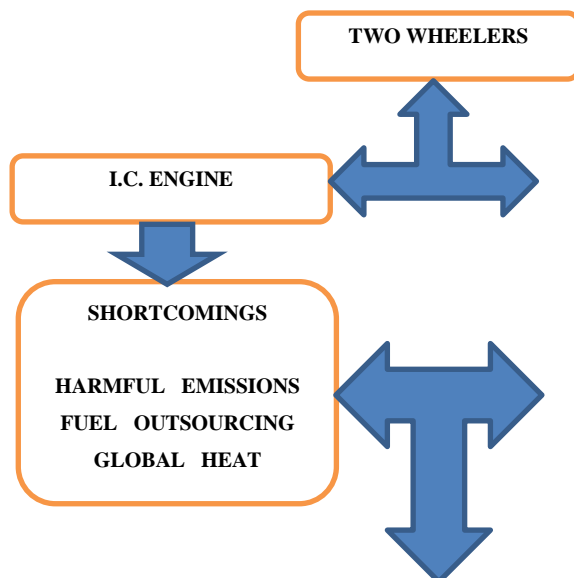 TWO WHEELERS
I.C. ENGINE
SHORTCOMINGS
HARMFUL EMISSIONS
FUEL OUTSOURCING
GLOBAL HEAT